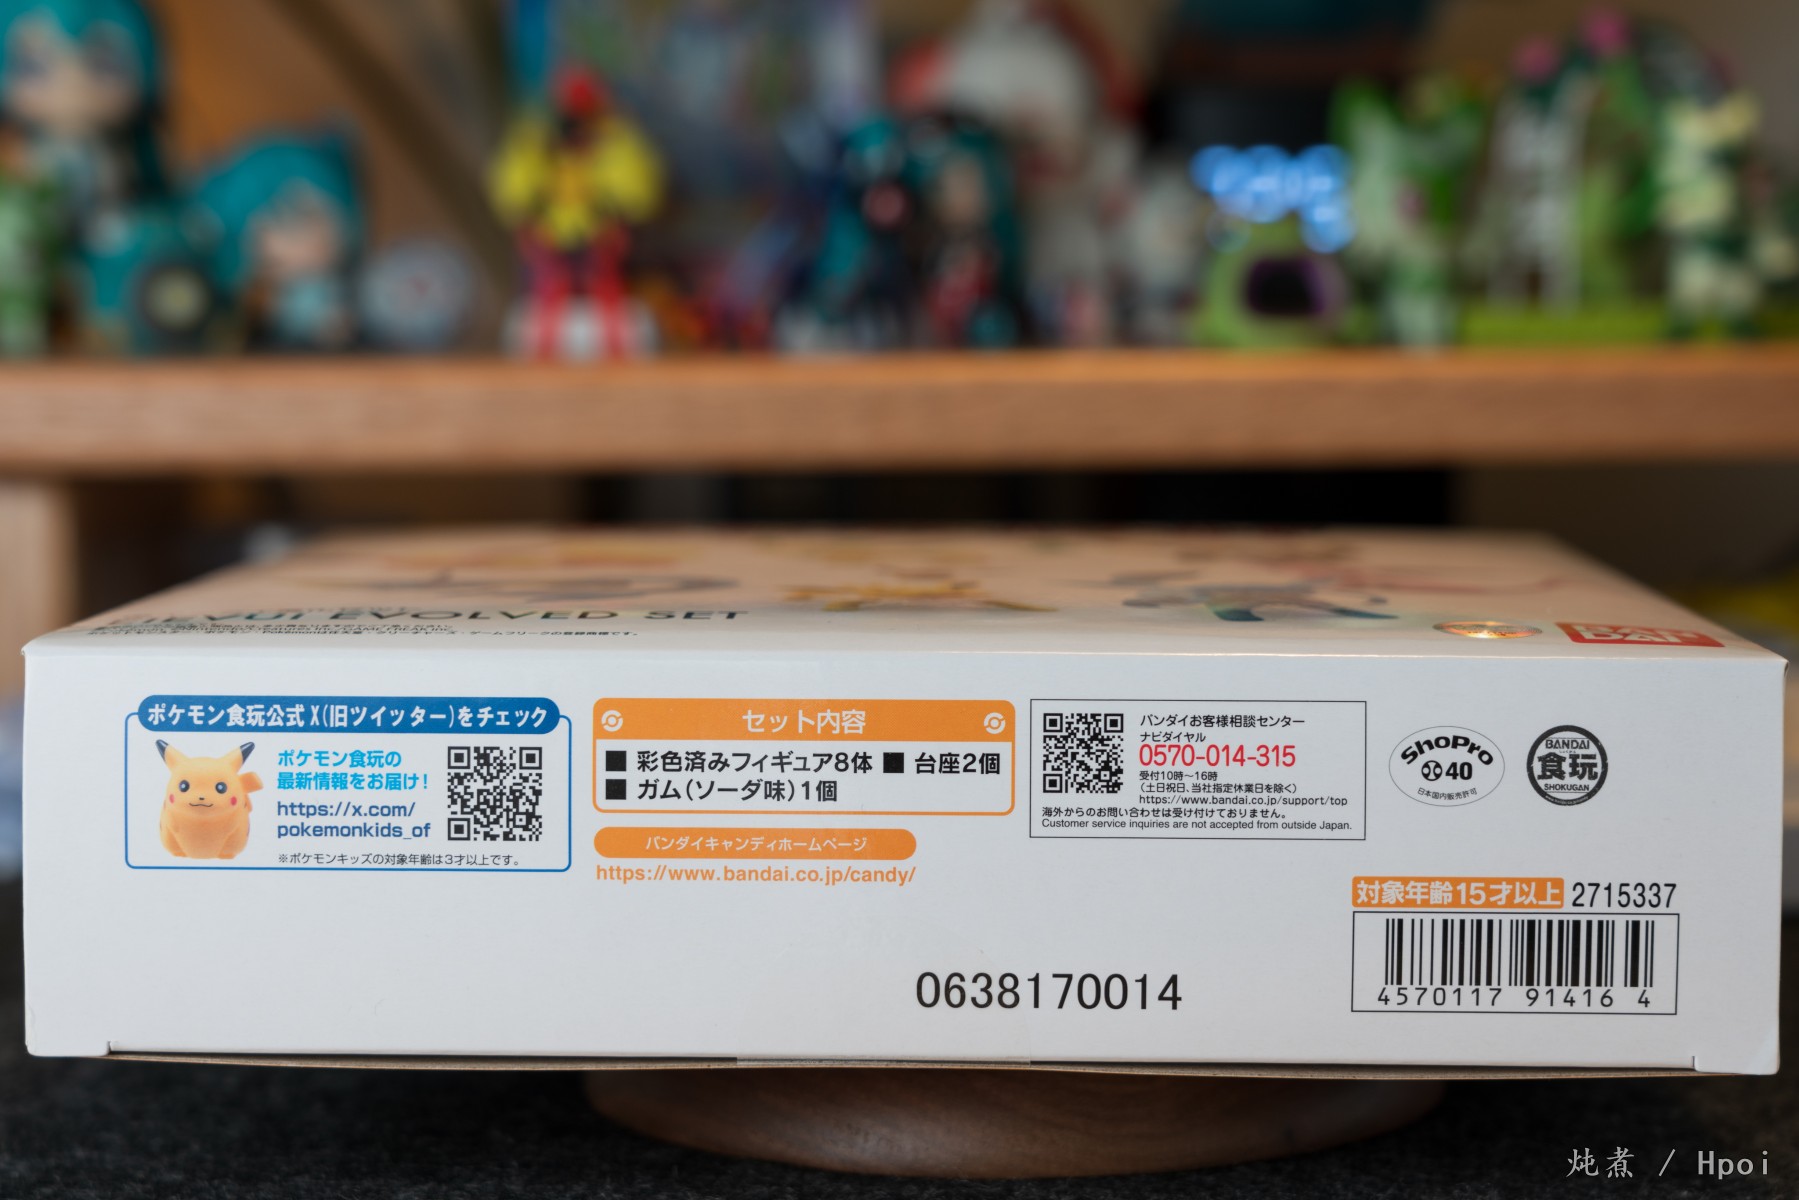 EVOLVED SET
BAN
DAI
ポケモン食玩公式X(旧ツイッター)をチェック
ポケモン食玩の
最新情報をお届け!
https://x.com/
pokemonkids_of
※ポケモンキッズの対象年齢は3才以上です。
セット内容
■ 彩色済みフィギュア8体 ■ 台座2個
■ ガム(ソーダ味)1個
バンダイキャンディホームページ
https://www.bandai.co.jp/candy/
バンダイお客様相談センター
ナビダイヤル
0570-014-315
受付10時~16時
(土日祝日、当社指定休業日を除く)
https://www.bandai.co.jp/support/top
海外からのお問い合わせは受け付けておりません。
Customer service inquiries are not accepted from outside Japan.
ShoPro
40
日本国内販売許可
BANDAI
食玩
SHOKUGAN
対象年齢15才以上 2715337
4570117 91416 4
0638170014
炖煮 / Hpoi